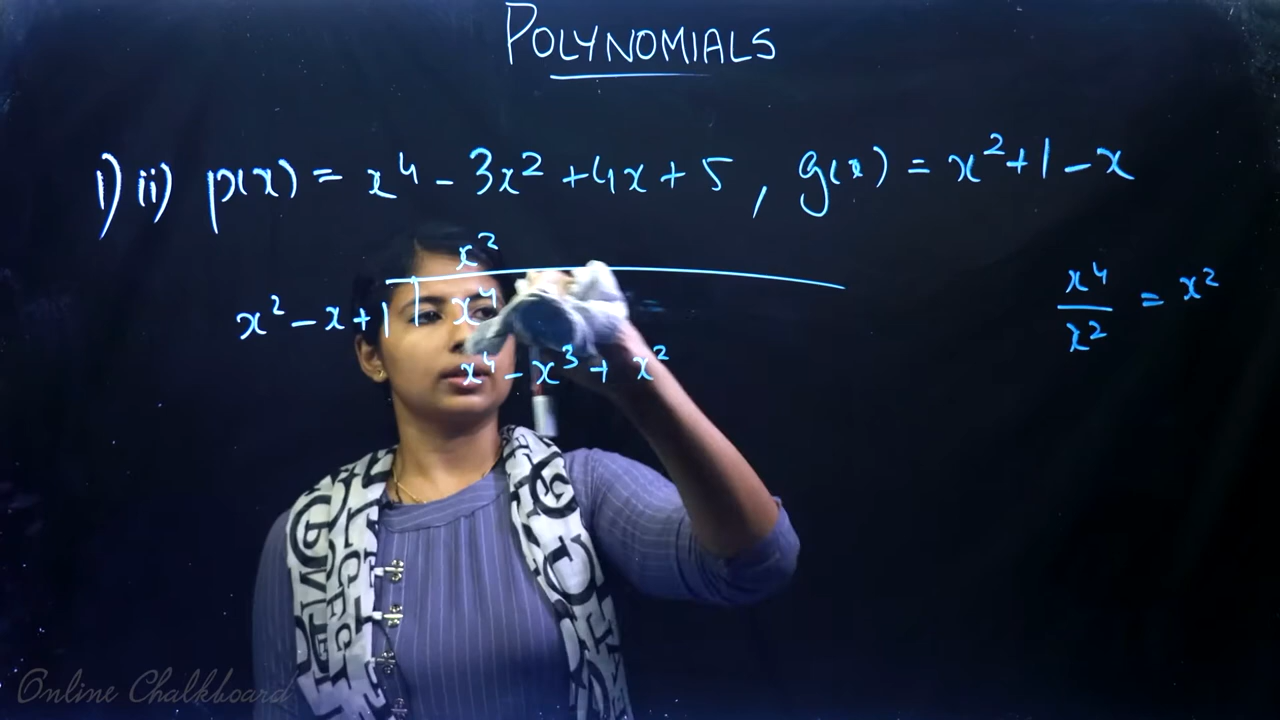 POLYNOMIALS
1) (ii) p(x) = x⁴ - 3x² + 4x + 5 , g(x) = x² + 1 - x
x²
x² - x + 1 x⁴
x⁴ - x³ + x²
x⁴/x² = x²
Online Chalkboard